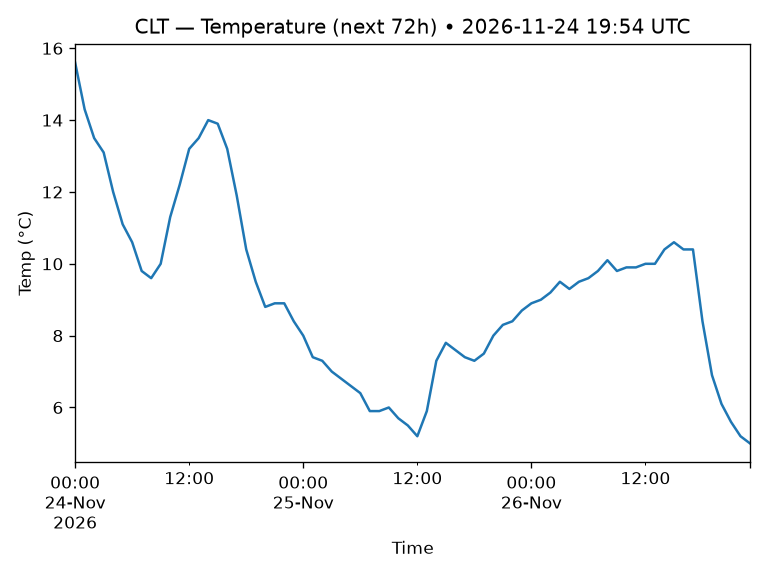 CLT — Temperature (next 72h) • 2026-11-24 19:54 UTC
Temp (°C)
16
14
12
10
8
6
00:00 12:00 00:00 12:00 00:00 12:00
24-Nov 25-Nov 26-Nov
2026
Time